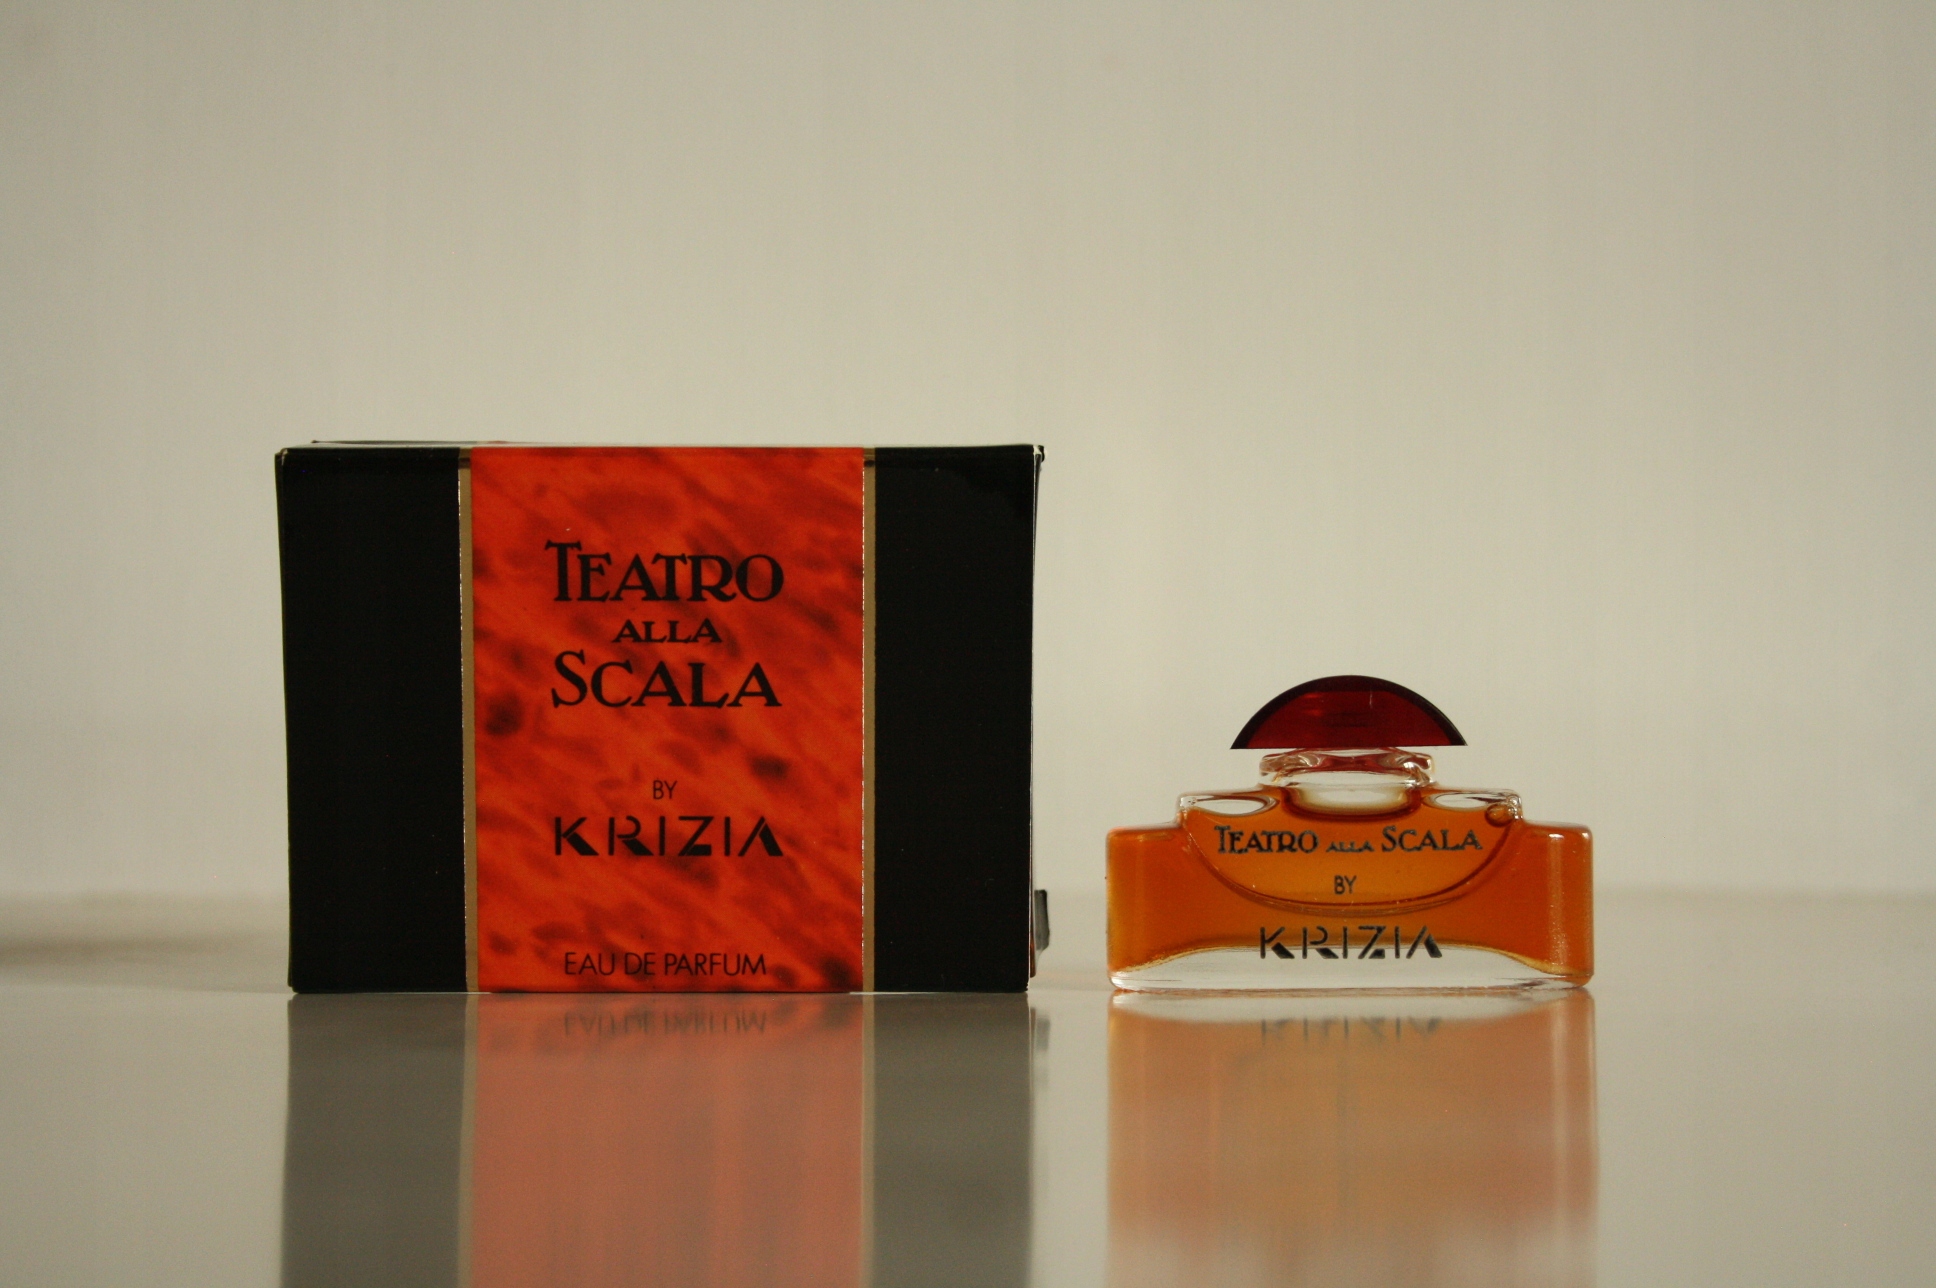 TEATRO
ALLA
SCALA
BY
KRIZIA
EAU DE PARFUM
TEATRO ALLA SCALA
BY
KRIZIA